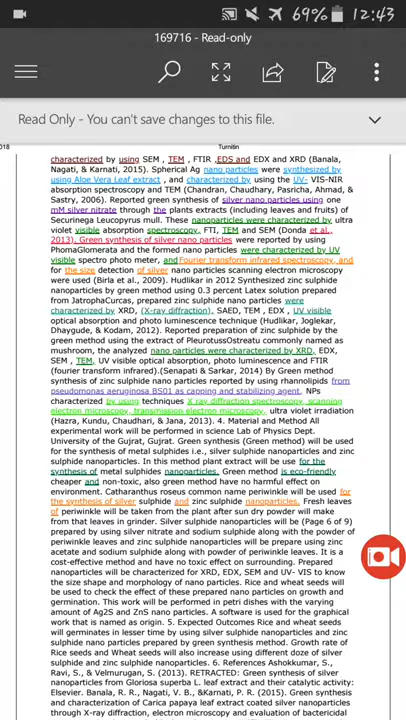 69% 12:43
169716 - Read-only
Read Only - You can't save changes to this file.
018 Turnitin
characterized by using SEM , TEM , FTIR ,EDS and EDX and XRD (Banala,
Nagati, & Karnati, 2015). Spherical Ag nano particles were synthesized by
using Aloe Vera Leaf extract , and characterized by using the UV- VIS-NIR
absorption spectroscopy and TEM (Chandran, Chaudhary, Pasricha, Ahmad, &
Sastry, 2006). Reported green synthesis of silver nano particles using one
mM silver nitrate through the plants extracts (including leaves and fruits) of
Securinega Leucopyrus mull. These nanoparticles were characterized by ultra
violet visible absorption spectroscopy, FTI, TEM and SEM (Donda et al.,
2013). Green synthesis of silver nano particles were reported by using
PhomaGlomerata and the formed nano particles were characterized by UV
visible spectro photo meter, and Fourier transform infrared spectroscopy, and
for the size detection of silver nano particles scanning electron microscopy
were used (Birla et al., 2009). Hudlikar in 2012 Synthesized zinc sulphide
nanoparticles by green method using 0.3 percent Latex solution prepared
from JatrophaCurcas, prepared zinc sulphide nano particles were
characterized by XRD, (X-ray diffraction), SAED, TEM , EDX , UV visible
optical absorption and photo luminescence technique (Hudlikar, Joglekar,
Dhaygude, & Kodam, 2012). Reported preparation of zinc sulphide by the
green method using the extract of PleurotussOstreatu commonly named as
mushroom, the analyzed nano particles were characterized by XRD, EDX,
SEM , TEM, UV visible optical absorption, photo luminescence and FTIR
(fourier transform infrared).(Senapati & Sarkar, 2014) By Green method
synthesis of zinc sulphide nano particles reported by using hannolipids from
pseudomonas aeruginosa BS01 as capping and stabilizing agent. NPS
characterized by using techniques X ray diffraction spectroscopy, scanning
electron microscopy, transmission electron microscopy, ultra violet irradiation
(Hazra, Kundu, Chaudhari, & Jana, 2013). 4. Material and Method All
experimental work will be performed in science Lab of Physics Dept.
University of the Gujrat, Gujrat. Green synthesis (Green method) will be used
for the synthesis of metal sulphides i.e., silver sulphide nanoparticles and zinc
sulphide nanoparticles. In this method plant extract will be use for the
synthesis of metal sulphides nanoparticles. Green method is eco-friendly
cheaper and non-toxic, also green method have no harmful effect on
environment. Catharanthus roseus common name periwinkle will be used for
the synthesis of silver sulphide and zinc sulphide nanoparticles. Fresh leaves
of periwinkle will be taken from the plant after sun dry powder will make
from that leaves in grinder. Silver sulphide nanoparticles will be (Page 6 of 9)
prepared by using silver nitrate and sodium sulphide along with the powder of
periwinkle leaves and zinc sulphide nanoparticles will be prepare using zinc
acetate and sodium sulphide along with powder of periwinkle leaves. It is a
cost-effective method and have no toxic effect on surrounding. Prepared
nanoparticles will be characterized for XRD, EDX, SEM and UV- VIS to know
the size shape and morphology of nano particles. Rice and wheat seeds will
be used to check the effect of these prepared nano particles on growth and
germination. This work will be performed in petri dishes with the varying
amount of Ag2S and ZnS nano particles. A software is used for the graphical
work that is named as origin. 5. Expected Outcomes Rice and wheat seeds
will germinates in lesser time by using silver sulphide nanoparticles and zinc
sulphide nano particles prepared by green synthesis method. Growth rate of
Rice seeds and Wheat seeds will also increase using different doze of silver
sulphide and zinc sulphide nanoparticles. 6. References Ashokkumar, S.,
Ravi, S., & Velmurugan, S. (2013). RETRACTED: Green synthesis of silver
nanoparticles from Gloriosa superba L. leaf extract and their catalytic activity:
Elsevier. Banala, R. R., Nagati, V. B., &Karnati, P. R. (2015). Green synthesis
and characterization of Carica papaya leaf extract coated silver nanoparticles
through X-ray diffraction, electron microscopy and evaluation of bactericidal